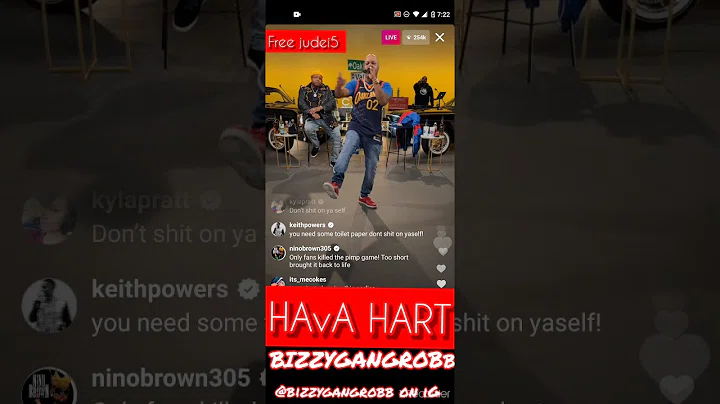 7:22
Free judei5
LIVE
254k
Oak
02
kylapratt
Don't shit on ya self
kylapratt
keithpowers
Don't shit on ya
you need some toilet paper dont shit on yaself!
shit on yaself!
ninobrown305
keithpowers
Only fans killed the pimp game! Too short
brought it back to life
you need some
its_mecokes
HAvA HART
ninobrown305
BIZZYGANGROBB
@BIZZYGANGROBB ON iG